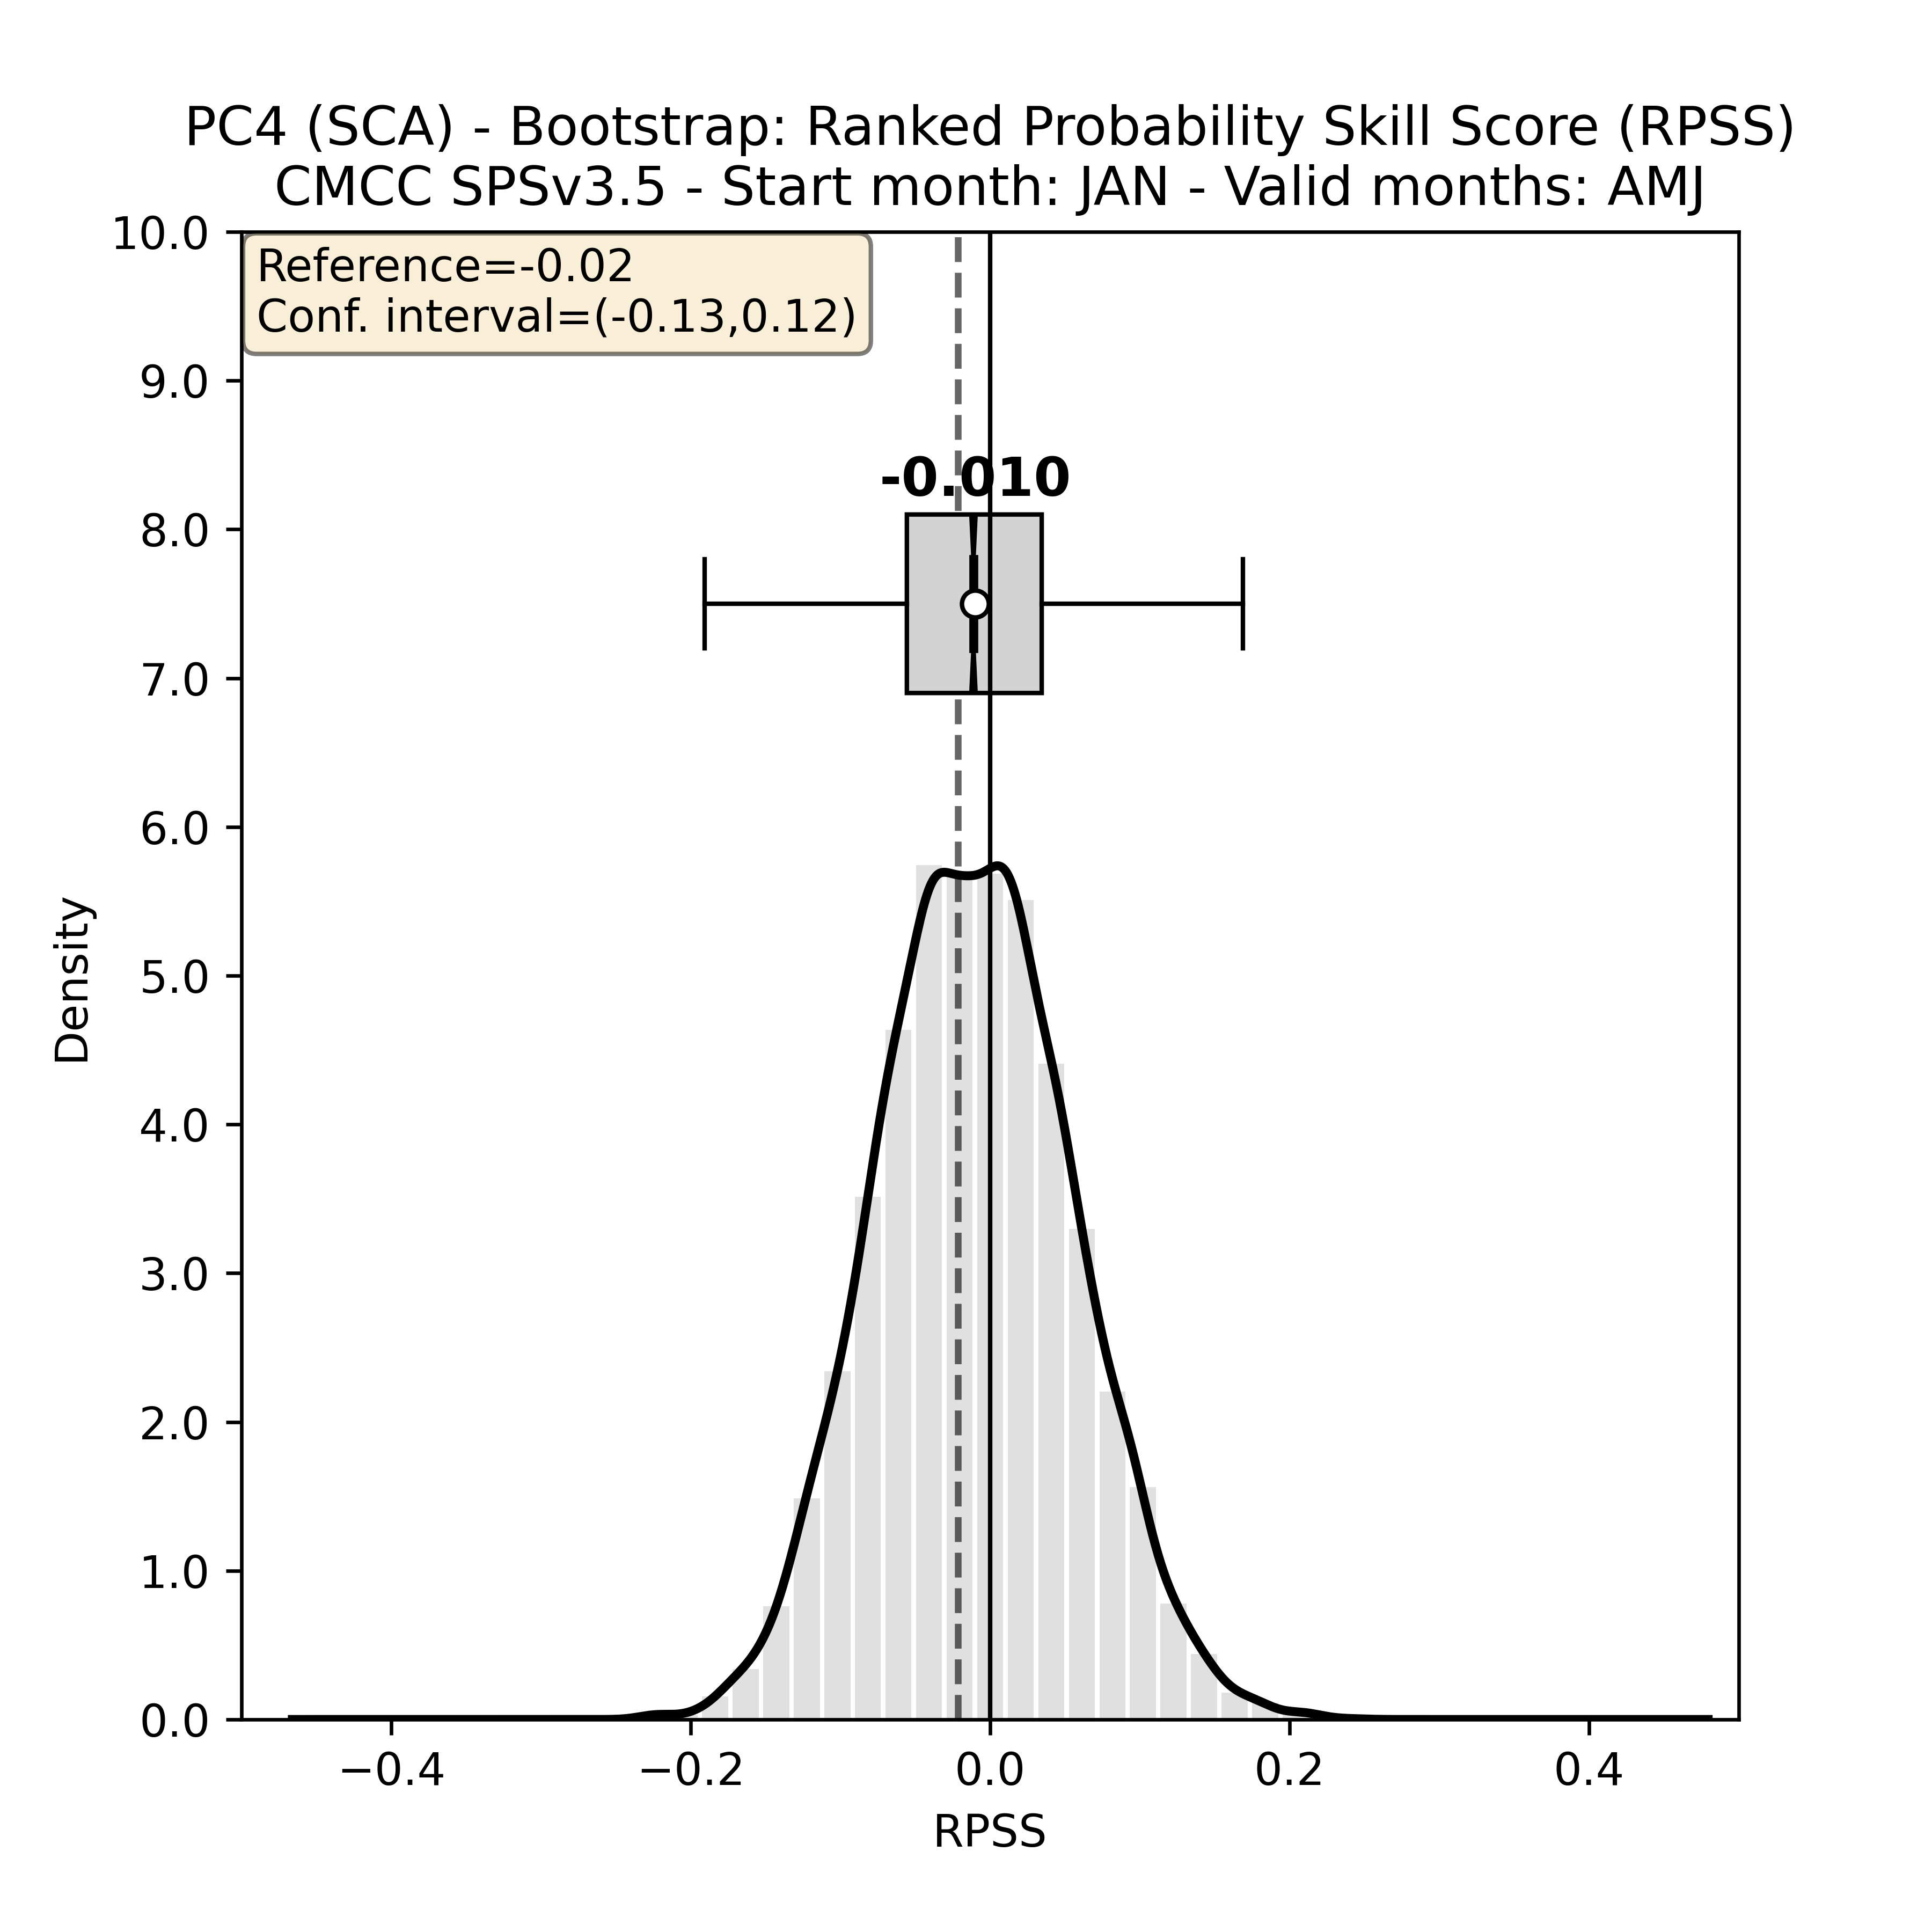 PC4 (SCA) - Bootstrap: Ranked Probability Skill Score (RPSS)
CMCC SPSv3.5 - Start month: JAN - Valid months: AMJ
Reference=-0.02
Conf. interval=(-0.13,0.12)
-0.010
10.0
9.0
8.0
7.0
6.0
5.0
4.0
3.0
2.0
1.0
0.0
Density
−0.4
−0.2
0.0
0.2
0.4
RPSS